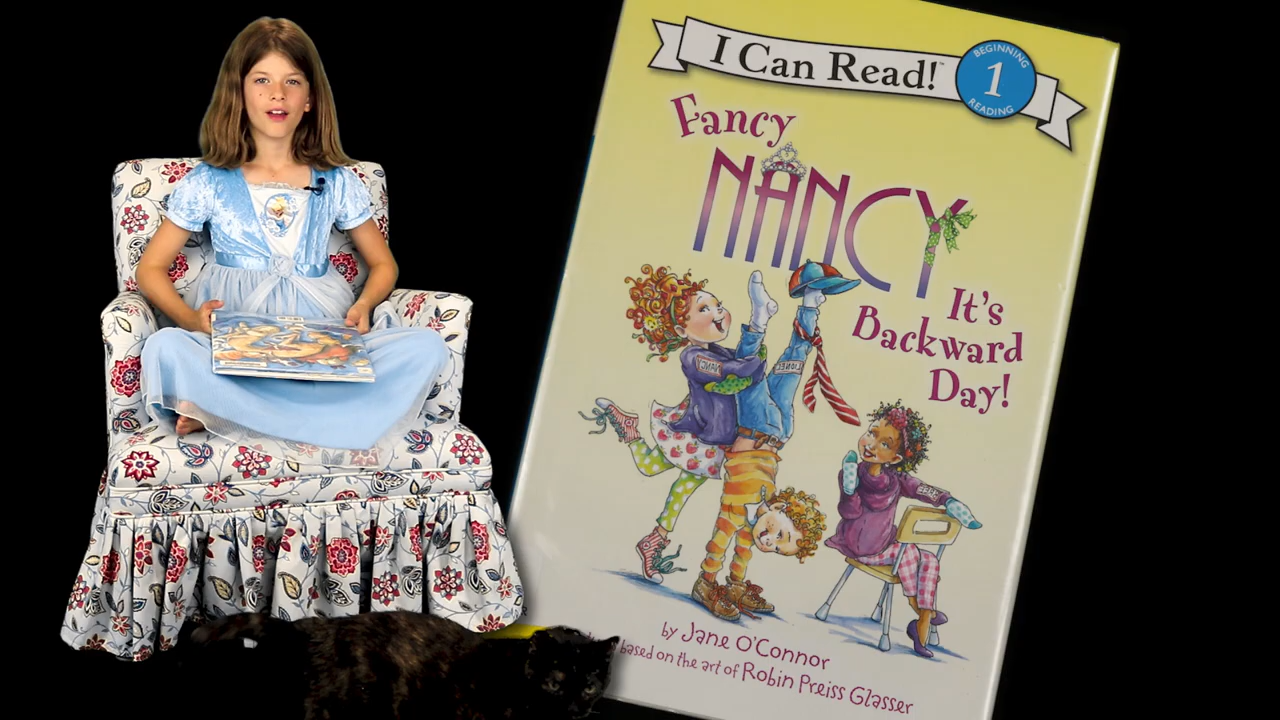 I Can Read!™
BEGINNING
1
READING
Fancy
NANCY
It's
Backward
Day!
by Jane O'Connor
based on the art of Robin Preiss Glasser